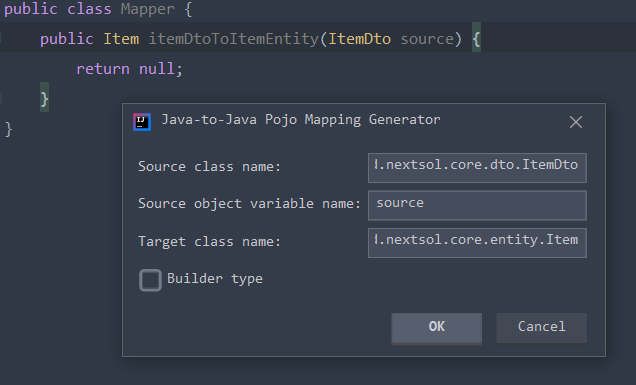 public class Mapper {
public Item itemDtoToItemEntity(ItemDto source) {
return null;
}
}
IJ
Java-to-Java Pojo Mapping Generator
Source class name: d.nextsol.core.dto.ItemDto
Source object variable name: source
Target class name: d.nextsol.core.entity.Item
Builder type
OK Cancel